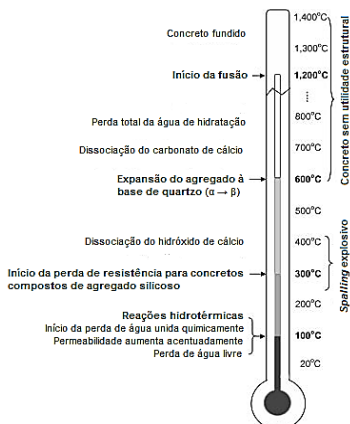 Concreto fundido
Início da fusão
Perda total da água de hidratação
Dissociação do carbonato de cálcio
Expansão do agregado à
base de quartzo (α → β)
Dissociação do hidróxido de cálcio
Início da perda de resistência para concretos
compostos de agregado silicoso
Reações hidrotérmicas
Início da perda de água unida quimicamente
Permeabilidade aumenta acentuadamente
Perda de água livre
1,400°C
1,300°C
1,200°C
800°C
700°C
600°C
500°C
400°C
300°C
200°C
100°C
20°C
Concreto sem utilidade estrutural
Spalling explosivo